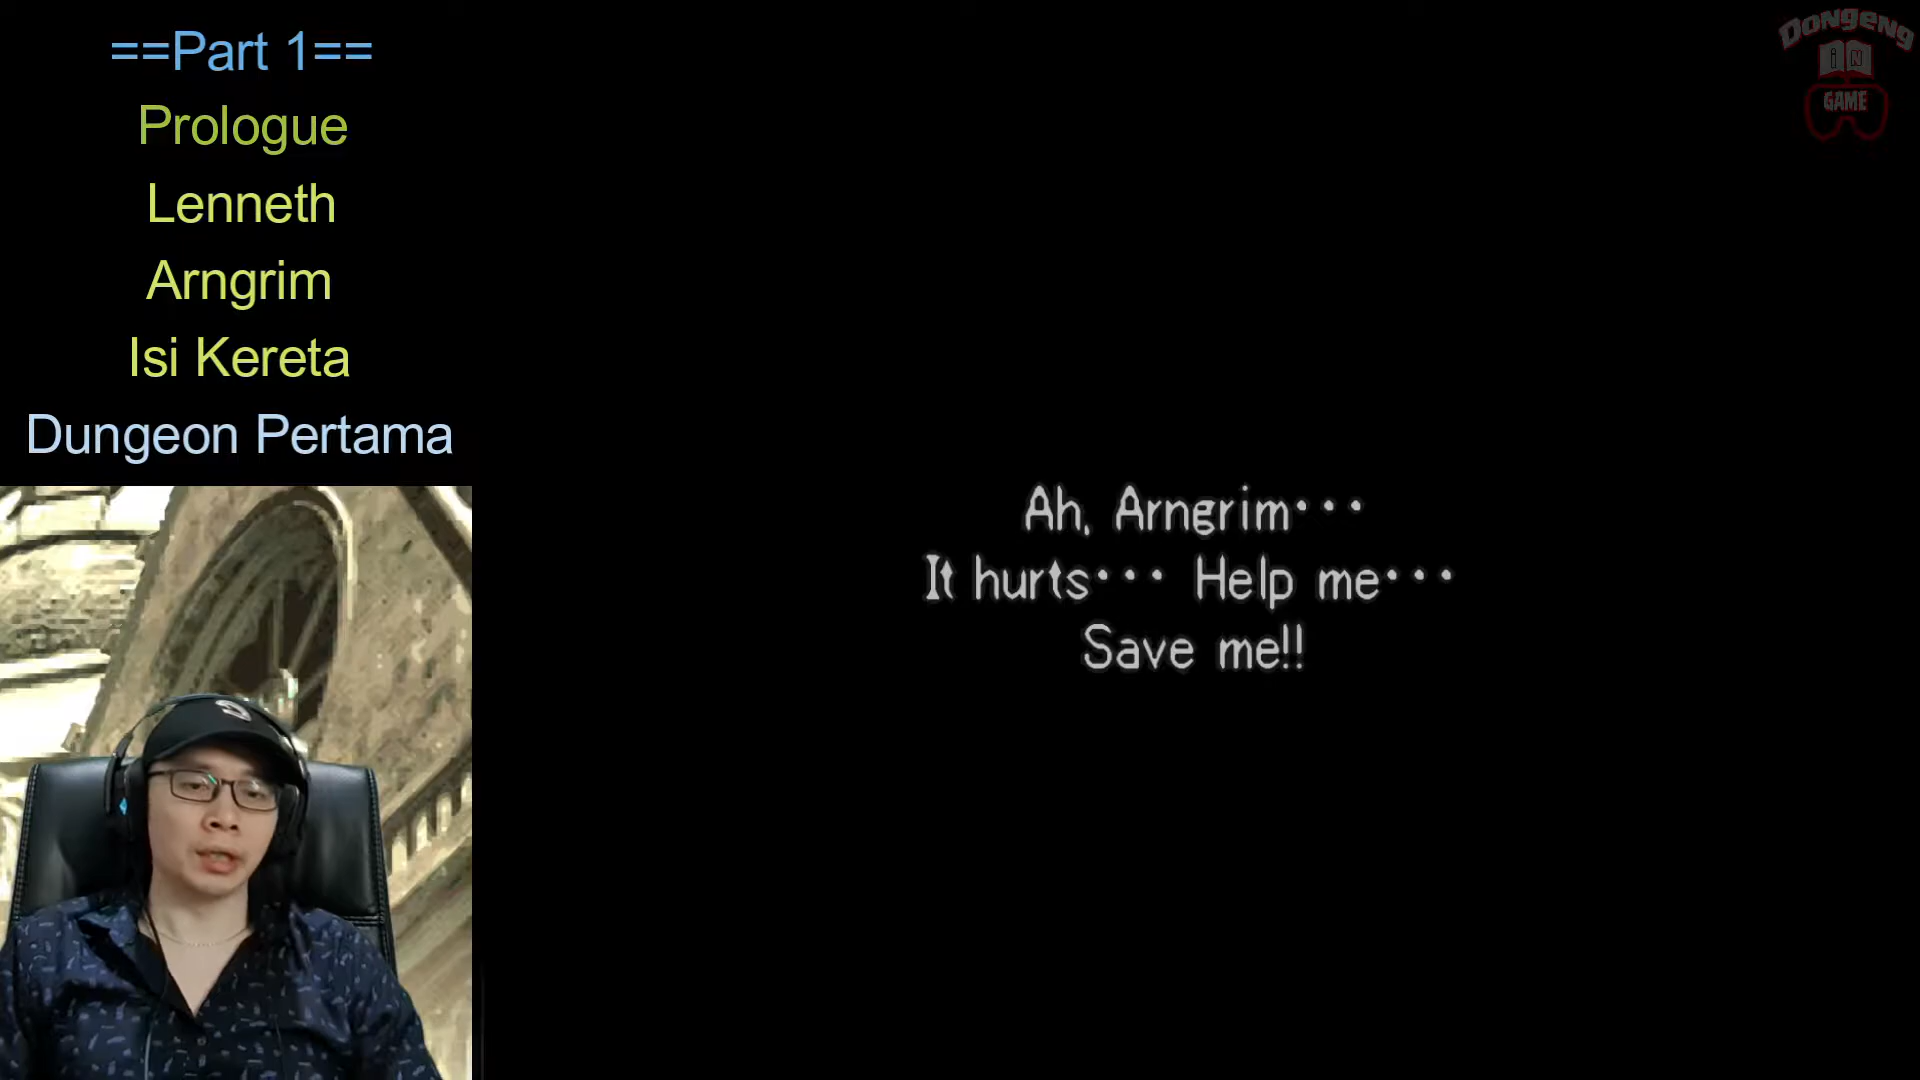 ==Part 1==
Prologue
Lenneth
Arngrim
Isi Kereta
Dungeon Pertama
DONGENG
iN
GAME
Ah, Arngrim···
It hurts··· Help me···
Save me!!